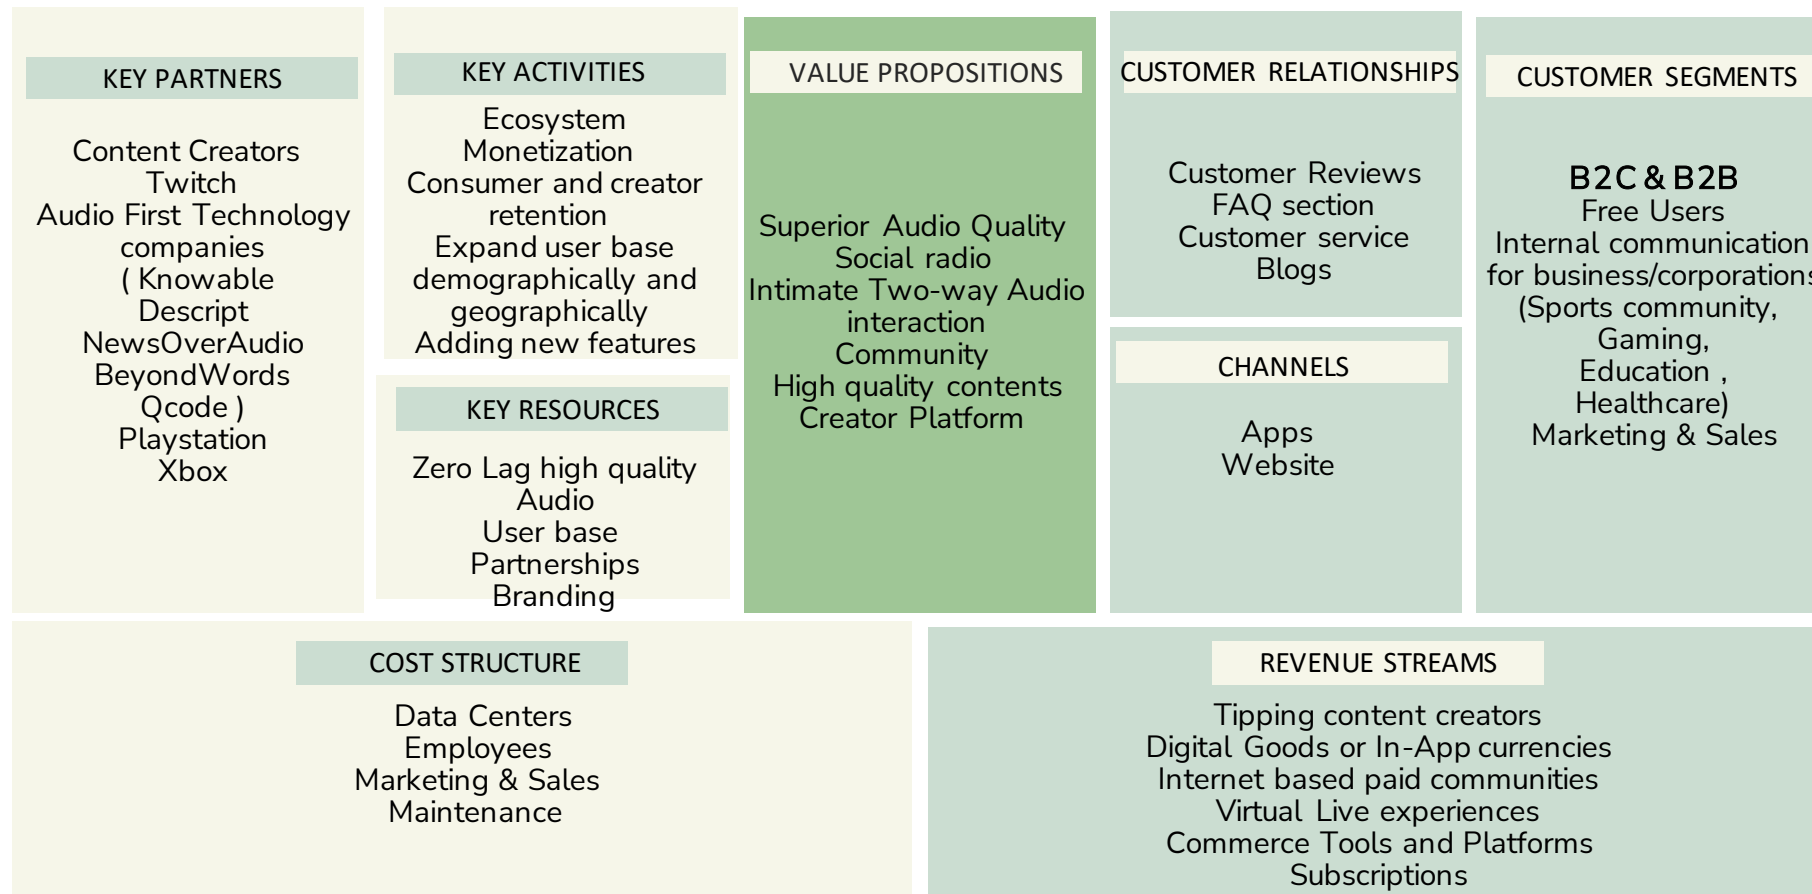 KEY PARTNERS
Content Creators
Twitch
Audio First Technology
companies
( Knowable
Descript
NewsOverAudio
BeyondWords
Qcode )
Playstation
Xbox
KEY ACTIVITIES
Ecosystem
Monetization
Consumer and creator
retention
Expand user base
demographically and
geographically
Adding new features
KEY RESOURCES
Zero Lag high quality
Audio
User base
Partnerships
Branding
VALUE PROPOSITIONS
Superior Audio Quality
Social radio
Intimate Two-way Audio
interaction
Community
High quality contents
Creator Platform
CUSTOMER RELATIONSHIPS
Customer Reviews
FAQ section
Customer service
Blogs
CHANNELS
Apps
Website
CUSTOMER SEGMENTS
B2C & B2B
Free Users
Internal communication
for business/corporations
(Sports community,
Gaming,
Education ,
Healthcare)
Marketing & Sales
COST STRUCTURE
Data Centers
Employees
Marketing & Sales
Maintenance
REVENUE STREAMS
Tipping content creators
Digital Goods or In-App currencies
Internet based paid communities
Virtual Live experiences
Commerce Tools and Platforms
Subscriptions